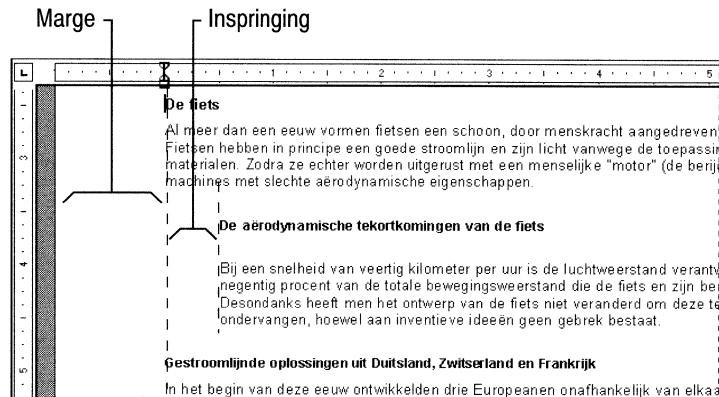 Marge Inspringing
L 1 2 3 4 5
De fiets
Al meer dan een eeuw vormen fietsen een schoon, door menskracht aangedreven
Fietsen hebben in principe een goede stroomlijn en zijn licht vanwege de
materialen. Zodra ze echter worden uitgerust met een menselijke "motor" (de
machines met slechte aërodynamische eigenschappen.
3
De aërodynamische tekortkomingen van de fiets
4
Bij een snelheid van veertig kilometer per uur is de luchtweerstand
negentig procent van de totale bewegingsweerstand die de fiets en zijn
Desondanks heeft men het ontwerp van de fiets niet veranderd om deze
ondervangen, hoewel aan inventieve ideeën geen gebrek bestaat.
Gestroomlijnde oplossingen uit Duitsland, Zwitserland en Frankrijk
5
In het begin van deze eeuw ontwikkelden drie Europeanen onafhankelijk van